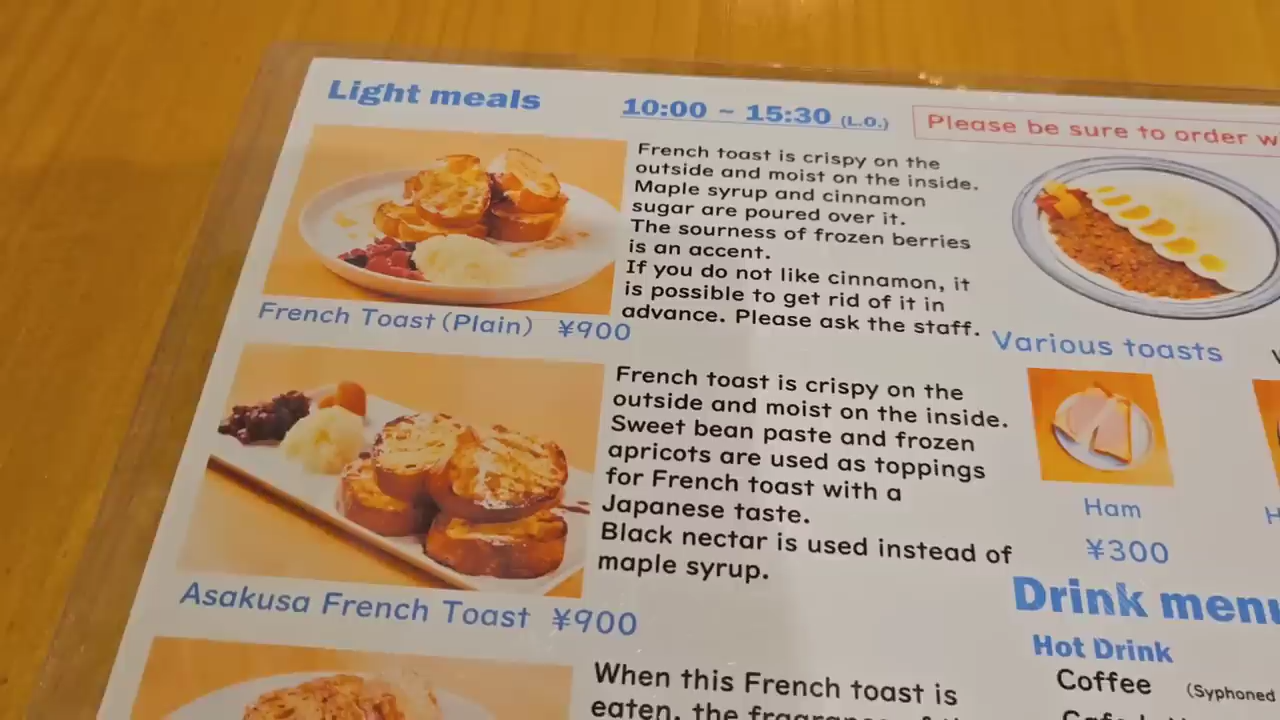 Light meals
10:00 ~ 15:30 (L.O.)
Please be sure to order
French toast is crispy on the
outside and moist on the inside.
Maple syrup and cinnamon
sugar are poured over it.
The sourness of frozen berries
is an accent.
If you do not like cinnamon, it
is possible to get rid of it in
advance. Please ask the staff.
French Toast (Plain) ¥900
French toast is crispy on the
outside and moist on the inside.
Sweet bean paste and frozen
apricots are used as toppings
for French toast with a
Japanese taste.
Black nectar is used instead of
maple syrup.
Asakusa French Toast ¥900
When this French toast is
eaten, the
Various toasts
Ham
¥300
Drink menu
Hot Drink
Coffee (Syphoned